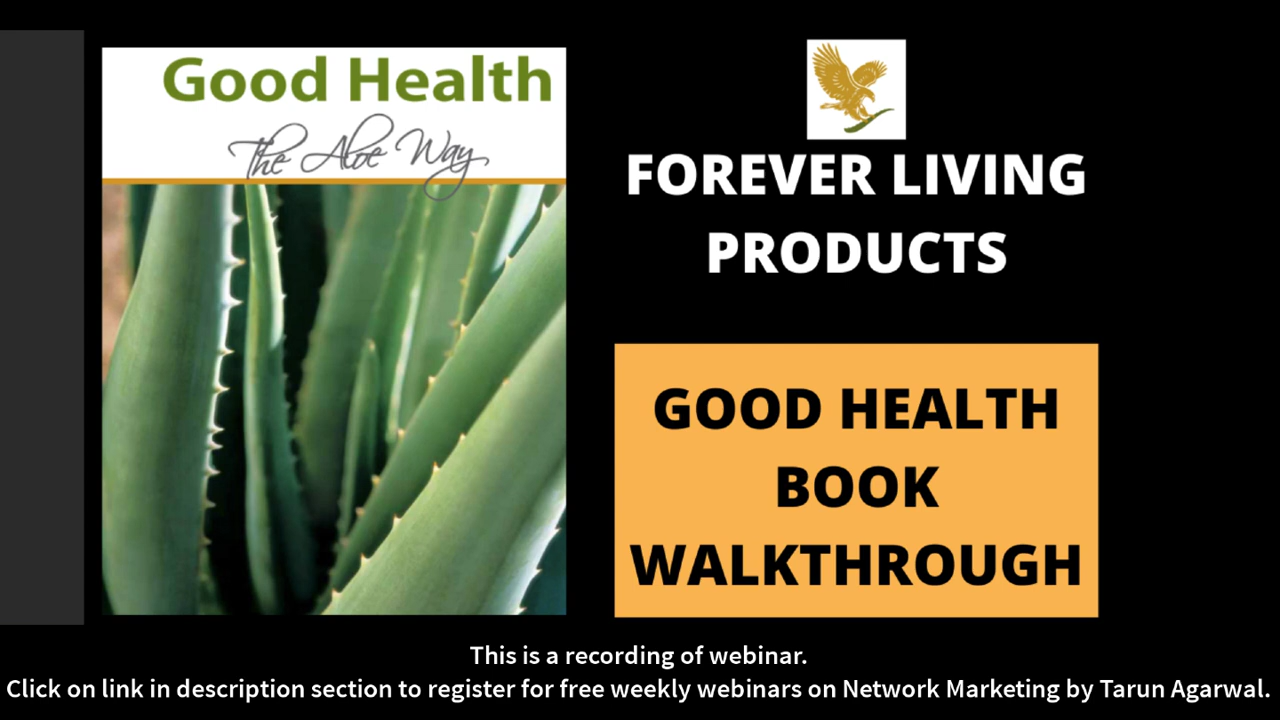 Good Health
The Aloe Way
FOREVER LIVING
PRODUCTS
GOOD HEALTH
BOOK
WALKTHROUGH
This is a recording of webinar.
Click on link in description section to register for free weekly webinars on Network Marketing by Tarun Agarwal.